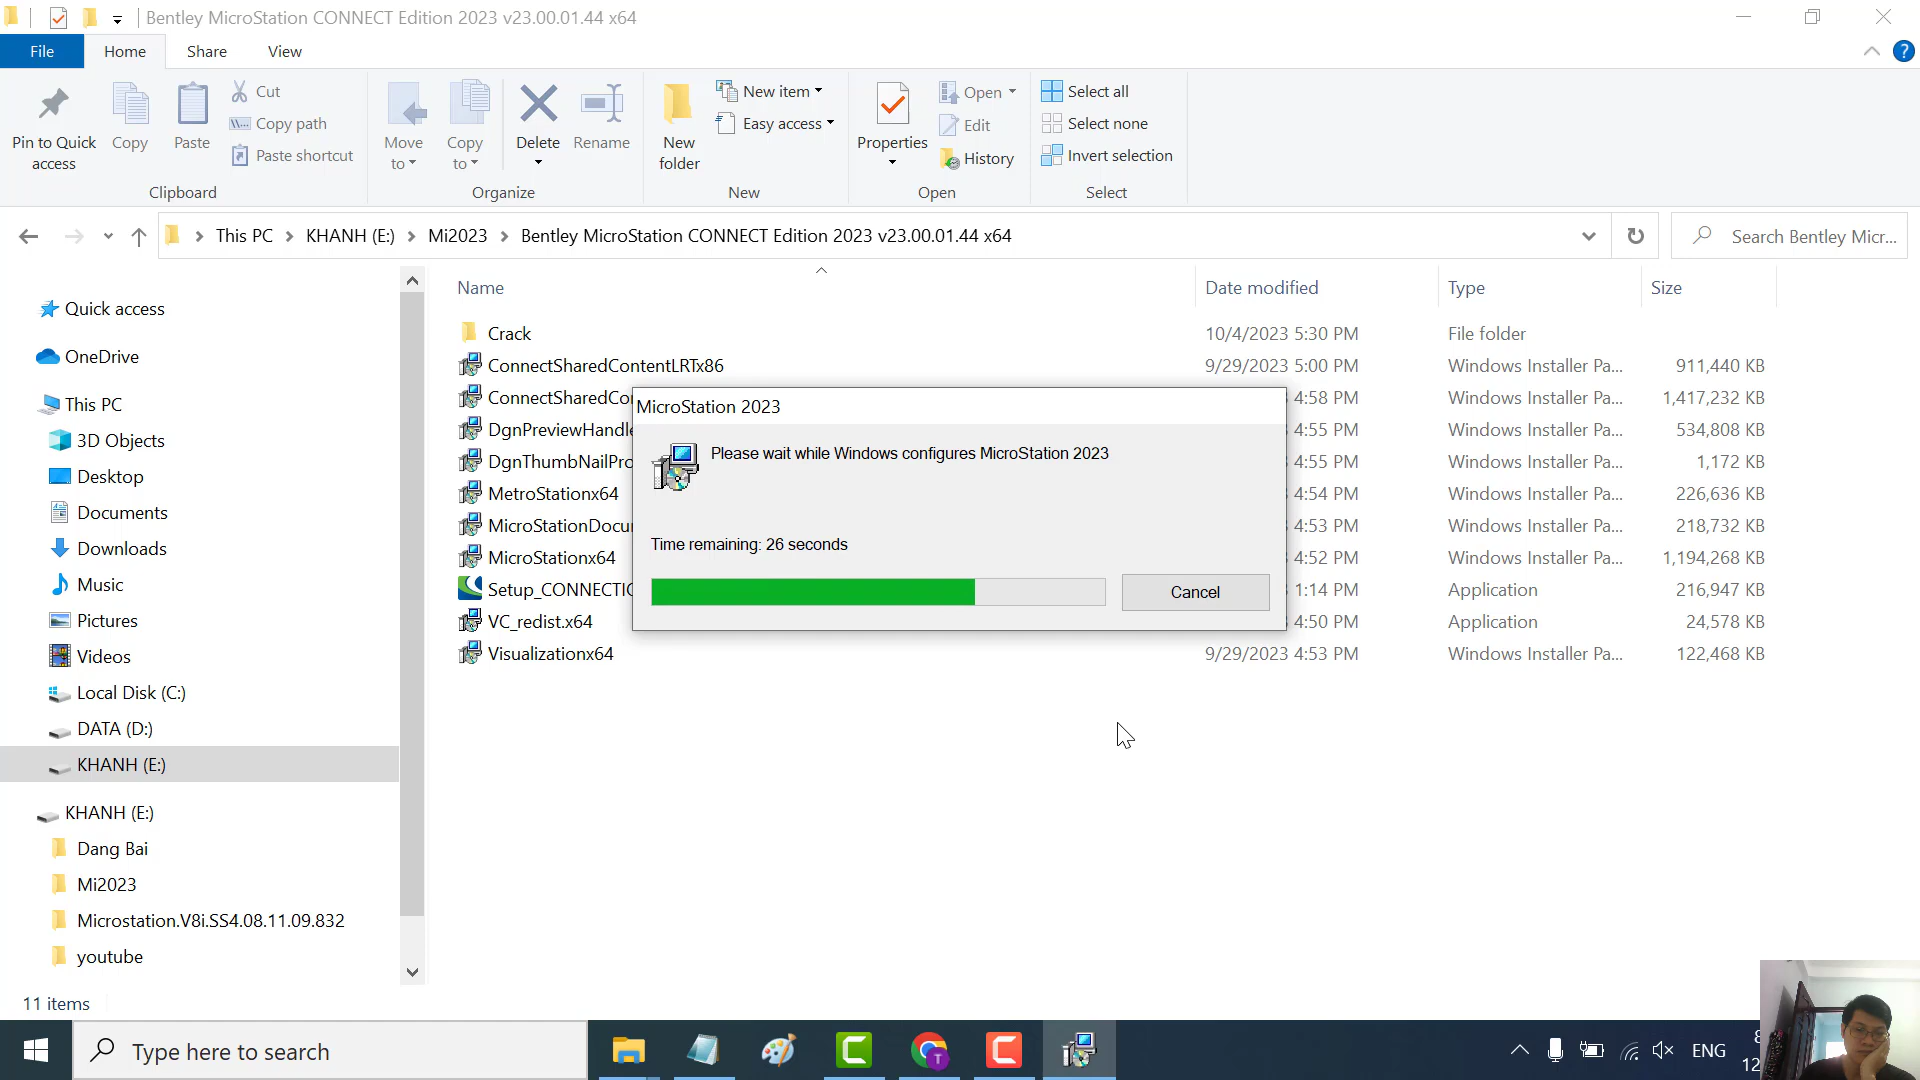 Bentley MicroStation CONNECT Edition 2023 v23.00.01.44 x64
File Home Share View
Pin to Quick access
Copy
Paste
Cut
Copy path
Paste shortcut
Clipboard
Move to
Copy to
Delete
Rename
Organize
New folder
New item
Easy access
New
Properties
Open
Edit
History
Open
Select all
Select none
Invert selection
Select
This PC KHANH (E:) Mi2023 Bentley MicroStation CONNECT Edition 2023 v23.00.01.44 x64
Search Bentley Micr...
Quick access
OneDrive
This PC
3D Objects
Desktop
Documents
Downloads
Music
Pictures
Videos
Local Disk (C:)
DATA (D:)
KHANH (E:)
KHANH (E:)
Dang Bai
Mi2023
Microstation.V8i.SS4.08.11.09.832
youtube
Name Date modified Type Size
Crack 10/4/2023 5:30 PM File folder
ConnectSharedContentLRTx86 9/29/2023 5:00 PM Windows Installer Pa... 911,440 KB
ConnectSharedCo 4:58 PM Windows Installer Pa... 1,417,232 KB
DgnPreviewHandle 4:55 PM Windows Installer Pa... 534,808 KB
DgnThumbNailPro 4:55 PM Windows Installer Pa... 1,172 KB
MetroStationx64 4:54 PM Windows Installer Pa... 226,636 KB
MicroStationDocu 4:53 PM Windows Installer Pa... 218,732 KB
MicroStationx64 4:52 PM Windows Installer Pa... 1,194,268 KB
Setup_CONNECTIO 1:14 PM Application 216,947 KB
VC_redist.x64 4:50 PM Application 24,578 KB
Visualizationx64 9/29/2023 4:53 PM Windows Installer Pa... 122,468 KB
MicroStation 2023
Please wait while Windows configures MicroStation 2023
Time remaining: 26 seconds
Cancel
11 items
Type here to search
T
ENG